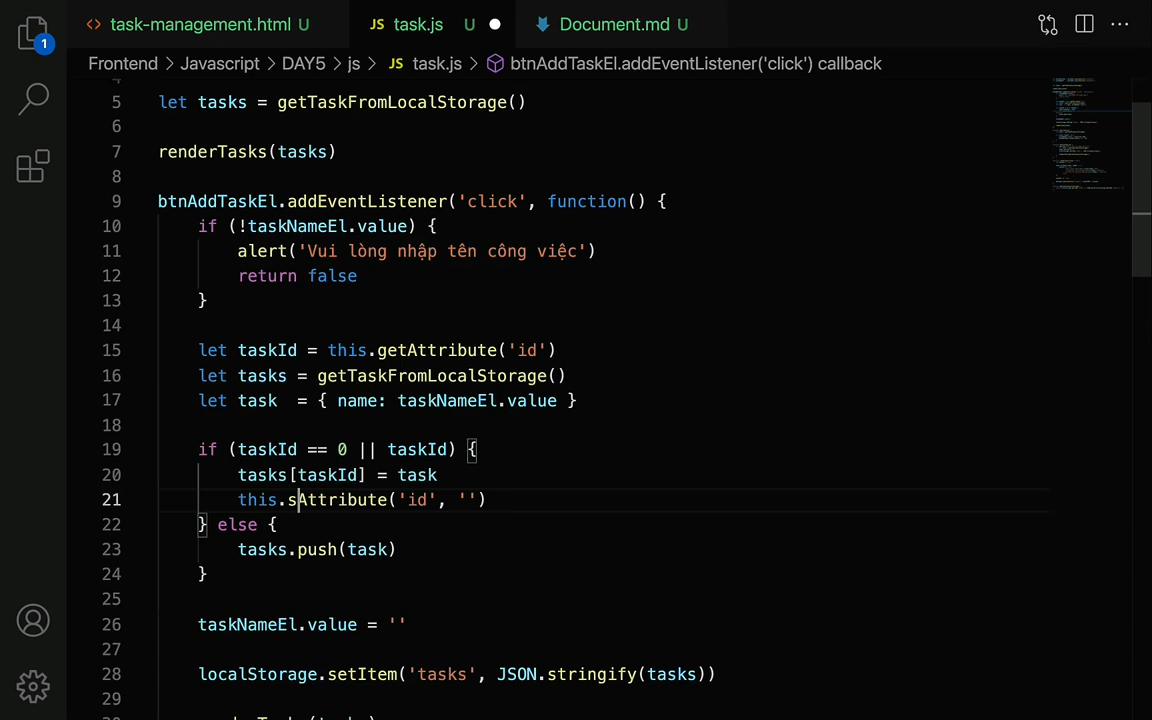 task-management.html U
JS task.js U
Document.md U
1
Frontend > Javascript > DAY5 > js > JS task.js > btnAddTaskEl.addEventListener('click') callback
5 let tasks = getTaskFromLocalStorage()
6
7 renderTasks(tasks)
8
9 btnAddTaskEl.addEventListener('click', function() {
10 if (!taskNameEl.value) {
11 alert('Vui lòng nhập tên công việc')
12 return false
13 }
14
15 let taskId = this.getAttribute('id')
16 let tasks = getTaskFromLocalStorage()
17 let task  = { name: taskNameEl.value }
18
19 if (taskId == 0 || taskId) {
20 tasks[taskId] = task
21 this.sAttribute('id', '')
22 } else {
23 tasks.push(task)
24 }
25
26 taskNameEl.value = ''
27
28 localStorage.setItem('tasks', JSON.stringify(tasks))
29